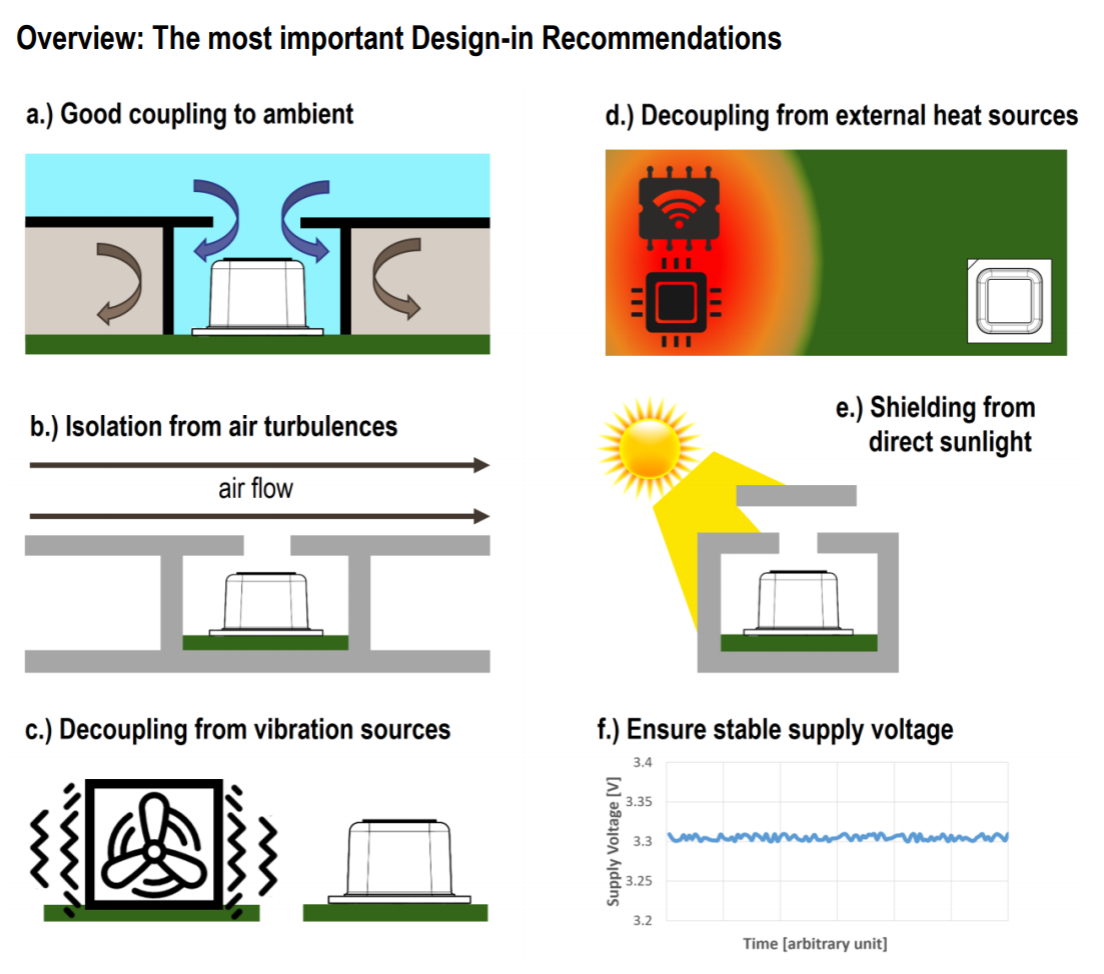 Overview: The most important Design-in Recommendations
a.) Good coupling to ambient
b.) Isolation from air turbulences
air flow
c.) Decoupling from vibration sources
d.) Decoupling from external heat sources
e.) Shielding from
direct sunlight
f.) Ensure stable supply voltage
Supply Voltage [V]
3.4
3.35
3.3
3.25
3.2
Time [arbitrary unit]